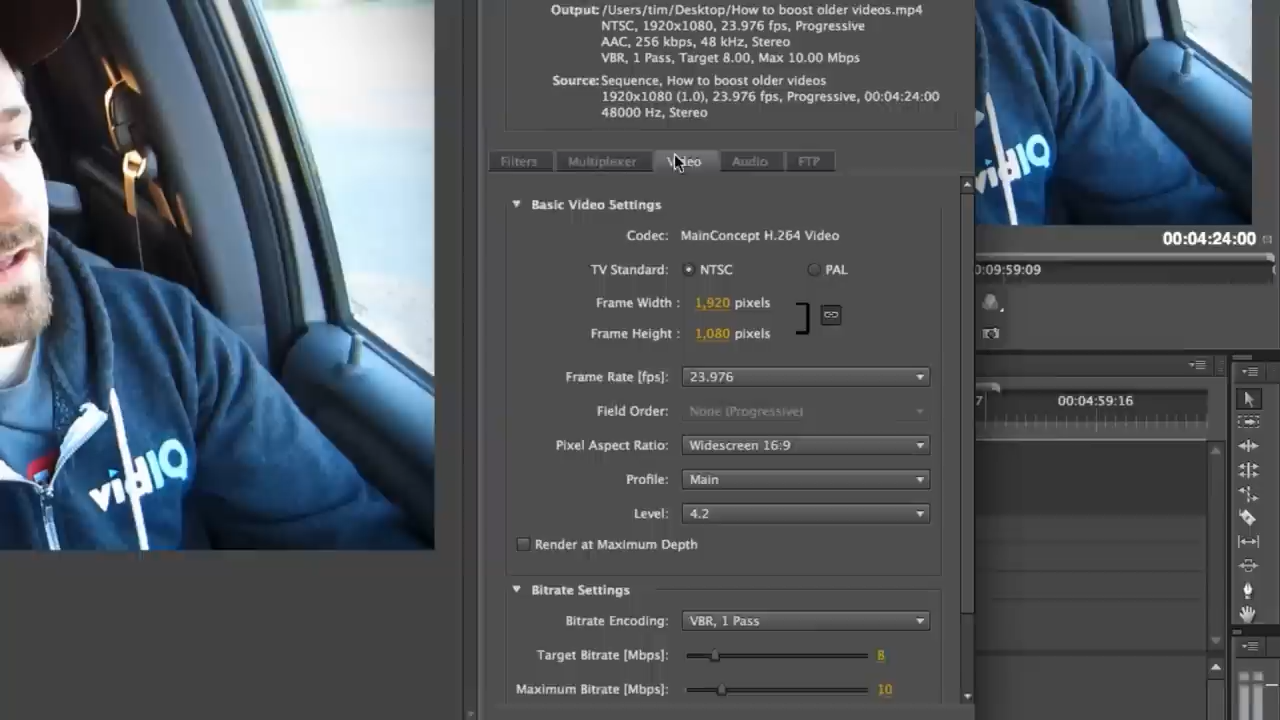 Output: /Users/tim/Desktop/How to boost older videos.mp4
NTSC, 1920x1080, 23.976 fps, Progressive
AAC, 256 kbps, 48 kHz, Stereo
VBR, 1 Pass, Target 8.00, Max 10.00 Mbps
Source: Sequence, How to boost older videos
1920x1080 (1.0), 23.976 fps, Progressive, 00:04:24:00
48000 Hz, Stereo
Filters Multiplexer Video Audio FTP
Basic Video Settings
Codec: MainConcept H.264 Video
TV Standard: NTSC PAL
Frame Width : 1,920 pixels
Frame Height : 1,080 pixels
Frame Rate [fps]: 23.976
Field Order: None (Progressive)
Pixel Aspect Ratio: Widescreen 16:9
Profile: Main
Level: 4.2
Render at Maximum Depth
Bitrate Settings
Bitrate Encoding: VBR, 1 Pass
Target Bitrate [Mbps]: 8
Maximum Bitrate [Mbps]: 10
vidIQ
vidIQ
00:04:24:00
0:09:59:09
7 00:04:59:16